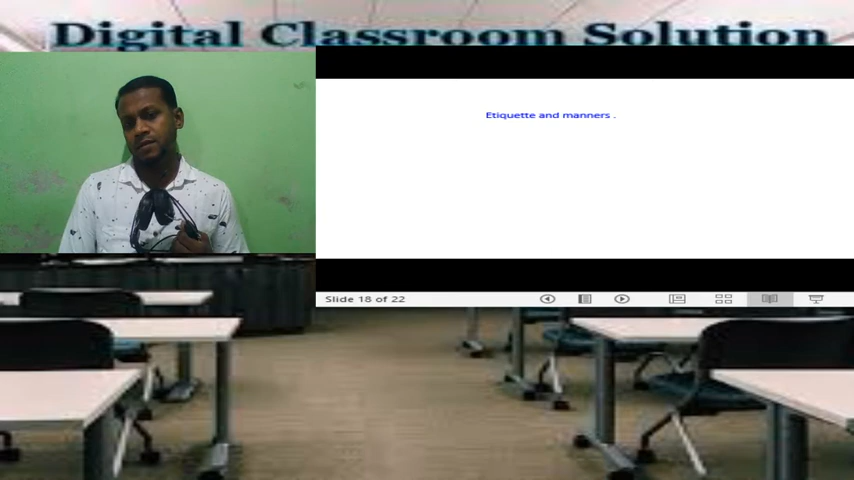 Digital Classroom Solution
Etiquette and manners .
Slide 18 of 22